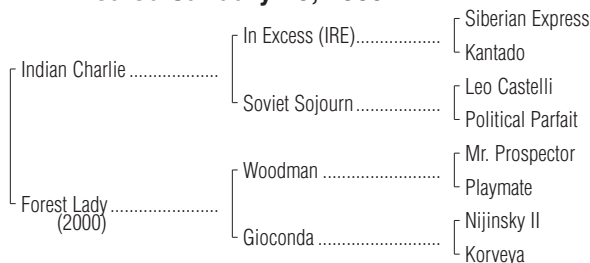 Siberian Express
In Excess (IRE)....................
Kantado
Indian Charlie .....................
Leo Castelli
Soviet Sojourn ....................
Political Parfait
Mr. Prospector
Woodman ..........................
Playmate
Forest Lady .........................
(2000)
Nijinsky II
Gioconda ...........................
Korveya